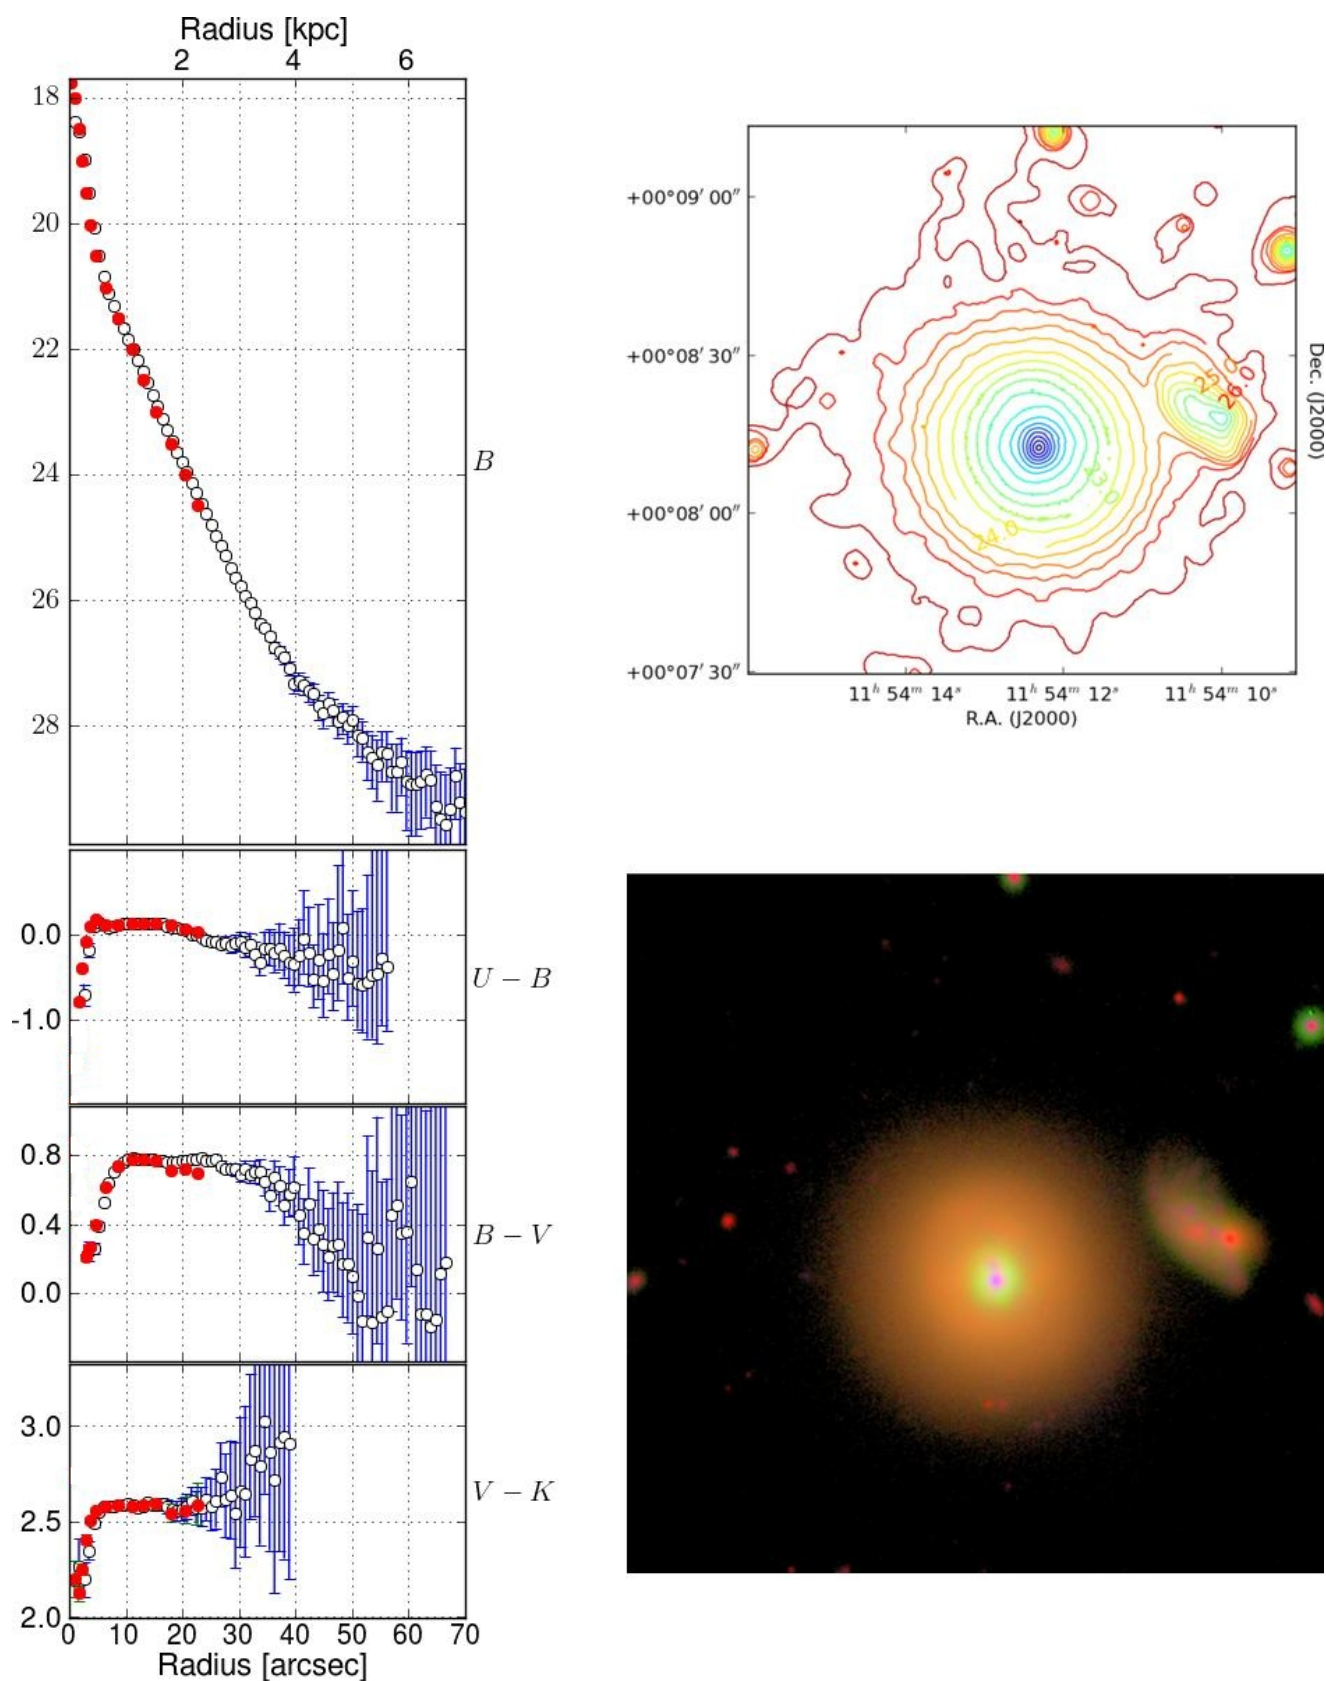 Radius [kpc]
2 4 6
18
20
22
24
26
28
B
0.0
-1.0
U − B
0.8
0.4
0.0
B − V
3.0
2.5
2.0
V − K
0 10 20 30 40 50 60 70
Radius [arcsec]
+00°09′ 00″
+00°08′ 30″
+00°08′ 00″
+00°07′ 30″
25.0
26.0
23.0
24.0
Dec. (J2000)
11ʰ 54ᵐ 14ˢ 11ʰ 54ᵐ 12ˢ 11ʰ 54ᵐ 10ˢ
R.A. (J2000)